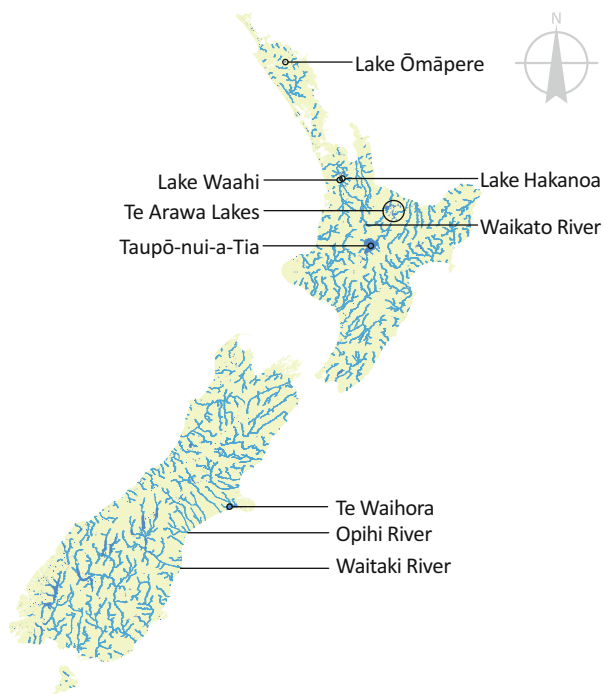 N
Lake Ōmāpere
Lake Waahi
Lake Hakanoa
Te Arawa Lakes
Waikato River
Taupō-nui-a-Tia
Te Waihora
Opihi River
Waitaki River